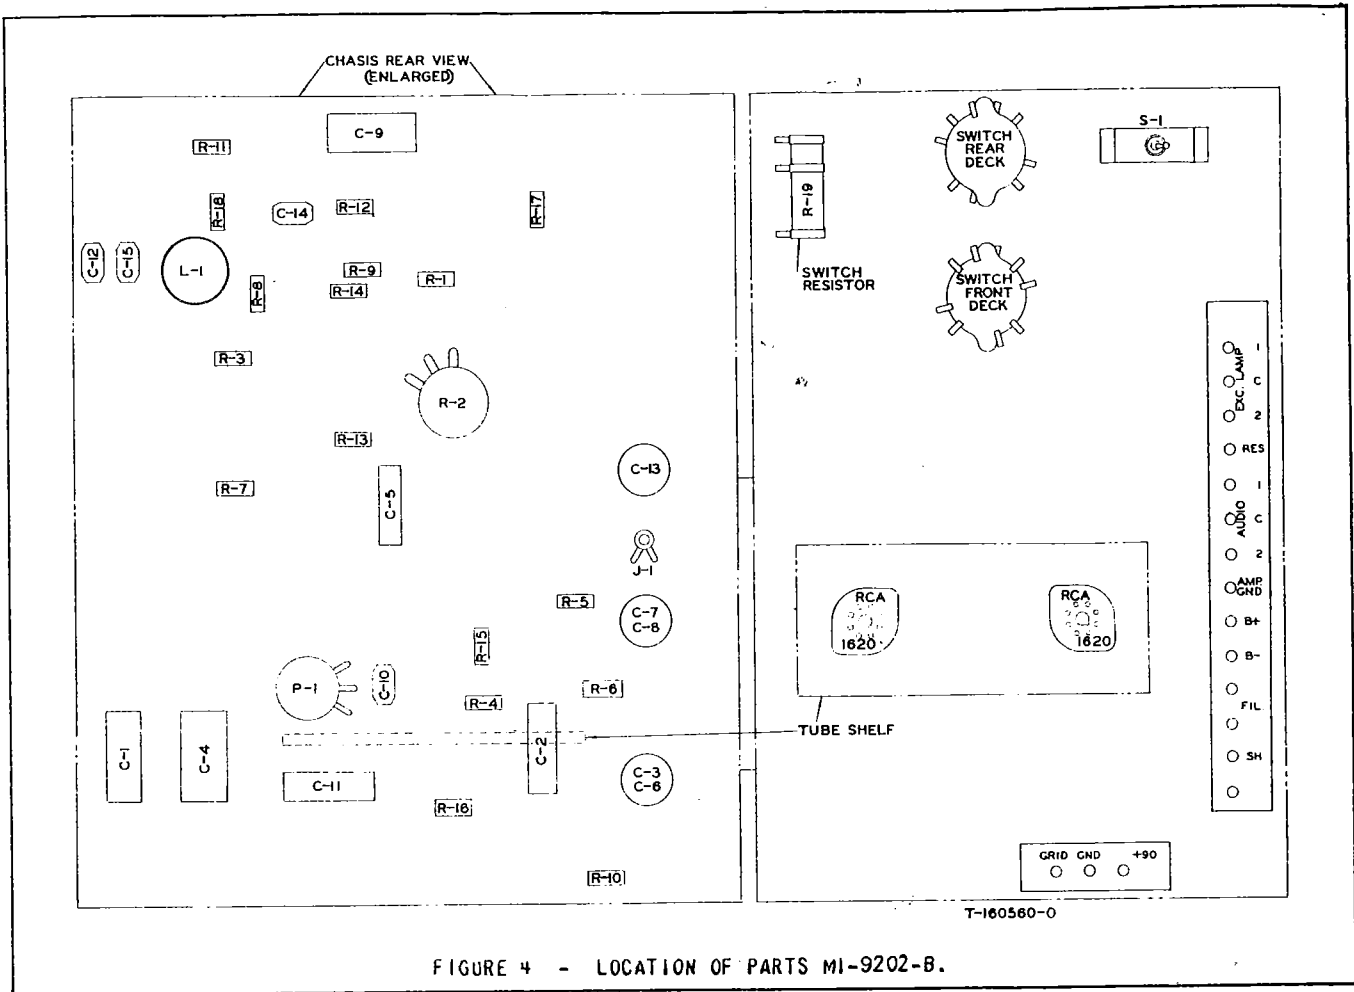 CHASIS REAR VIEW
(ENLARGED)
C-9
R-11
R-18
C-14
R-12
R-17
C-12
C-15
L-1
R-8
R-9
R-14
R-1
R-3
R-2
R-13
R-7
C-5
C-13
J-1
R-5
C-7
C-8
R-15
P-1
C-10
R-4
R-6
C-1
C-4
C-11
C-2
C-3
C-6
R-16
R-10
TUBE SHELF
R-19
SWITCH
RESISTOR
SWITCH
REAR
DECK
SWITCH
FRONT
DECK
S-1
EXC. LAMP
1
C
2
RES
AUDIO
1
C
2
AMP.
GND
B+
B-
FIL.
SH
RCA
1620
RCA
1620
GRID GND +90
T-160560-0
FIGURE 4 - LOCATION OF PARTS MI-9202-B.